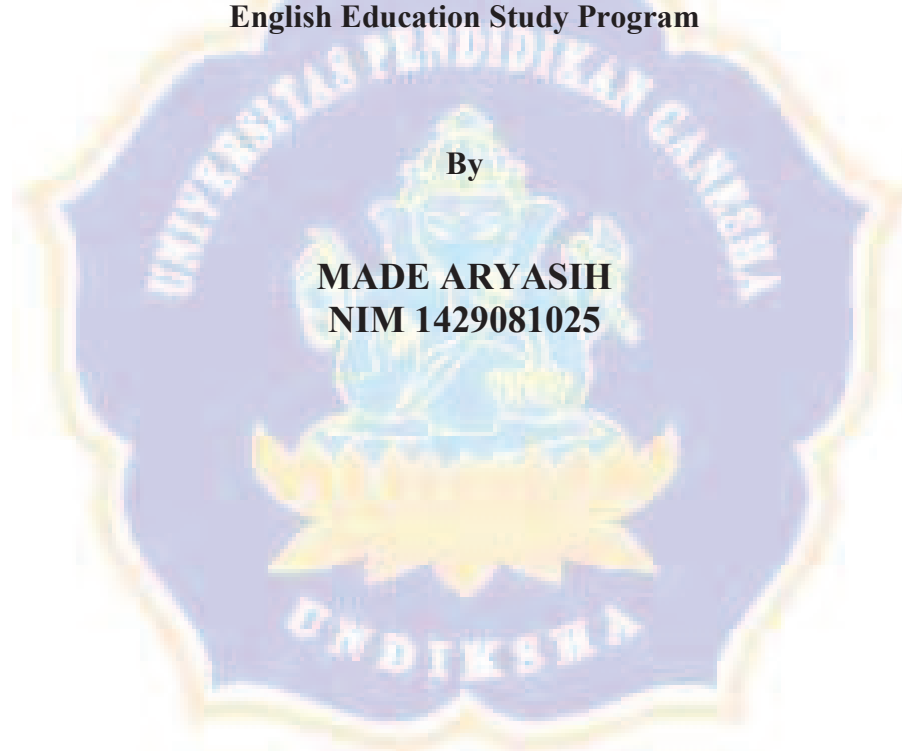 English Education Study Program
UNIVERSITAS PENDIDIKAN GANESHA
By
MADE ARYASIH
NIM 1429081025
UNDIKSHA